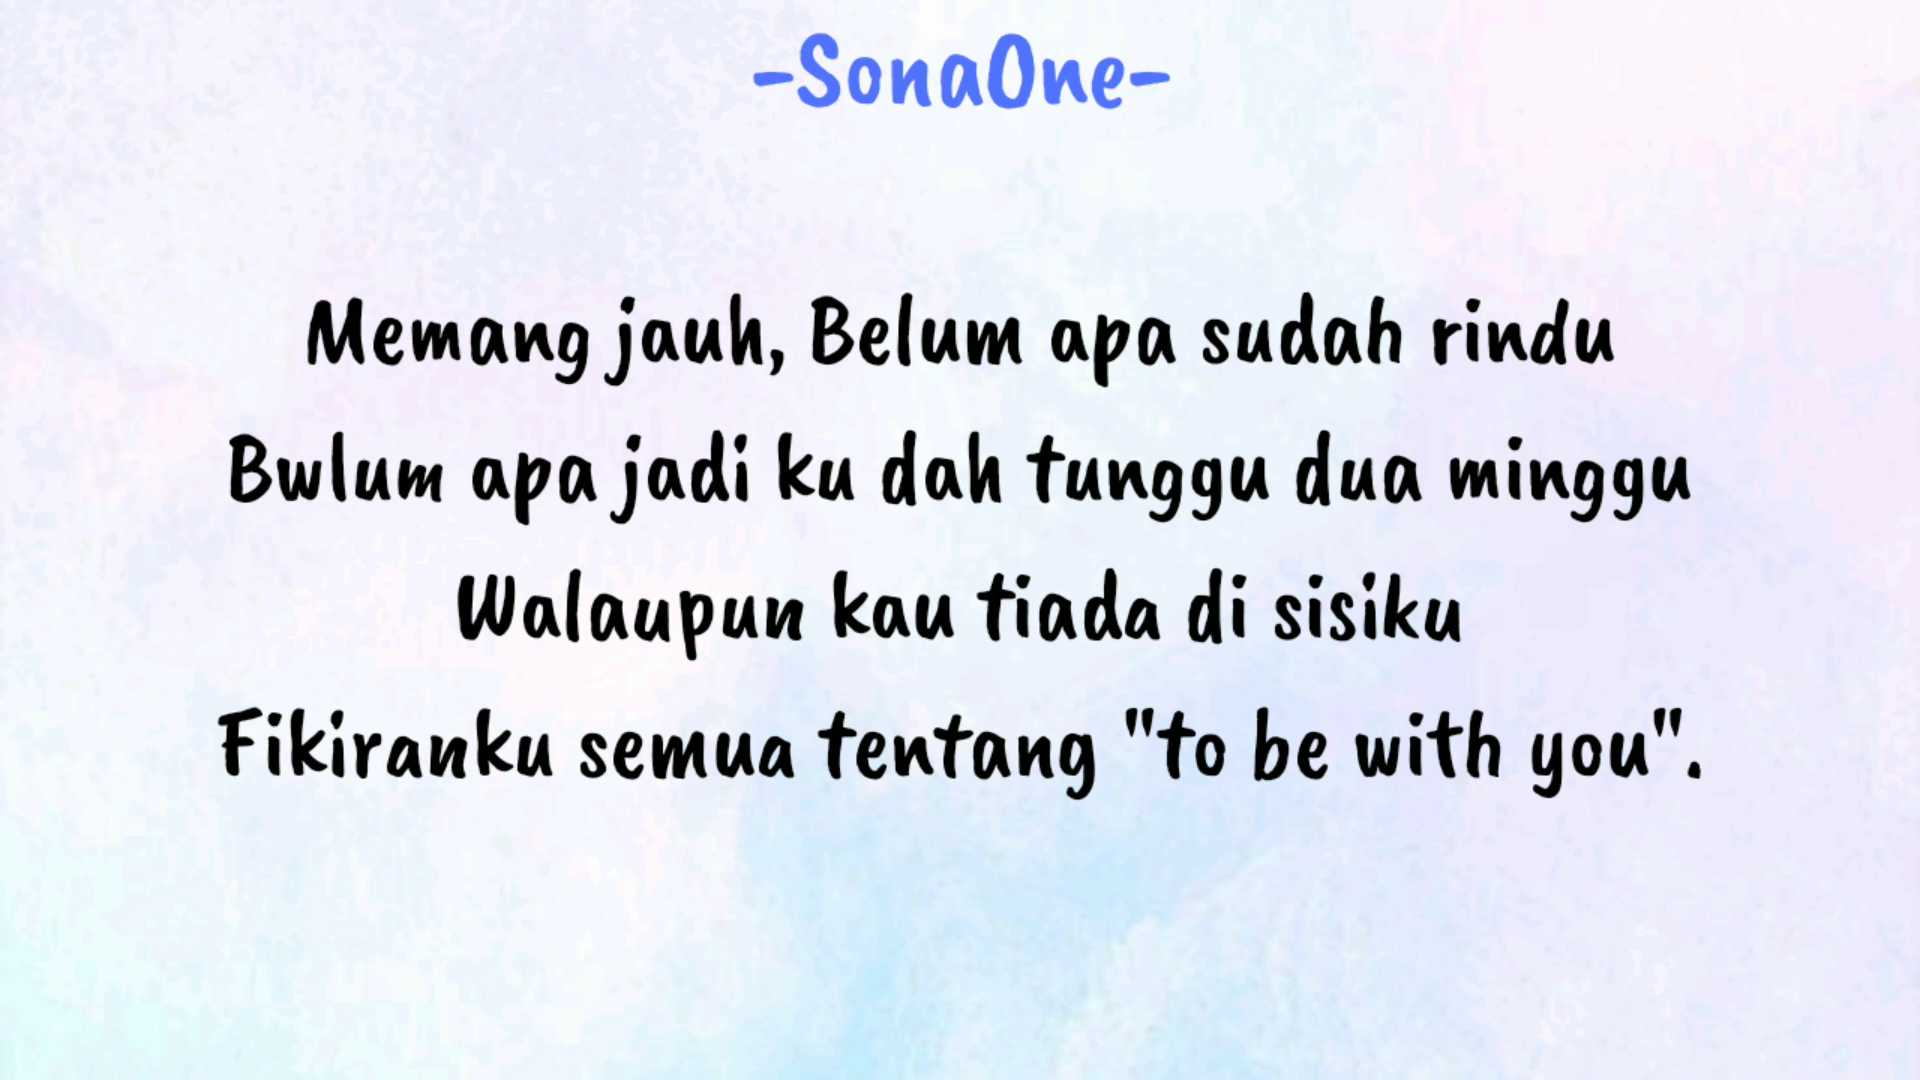 -SonaOne-
Memang jauh, Belum apa sudah rindu
Bwlum apa jadi ku dah tunggu dua minggu
Walaupun kau tiada di sisiku
Fikiranku semua tentang "to be with you".